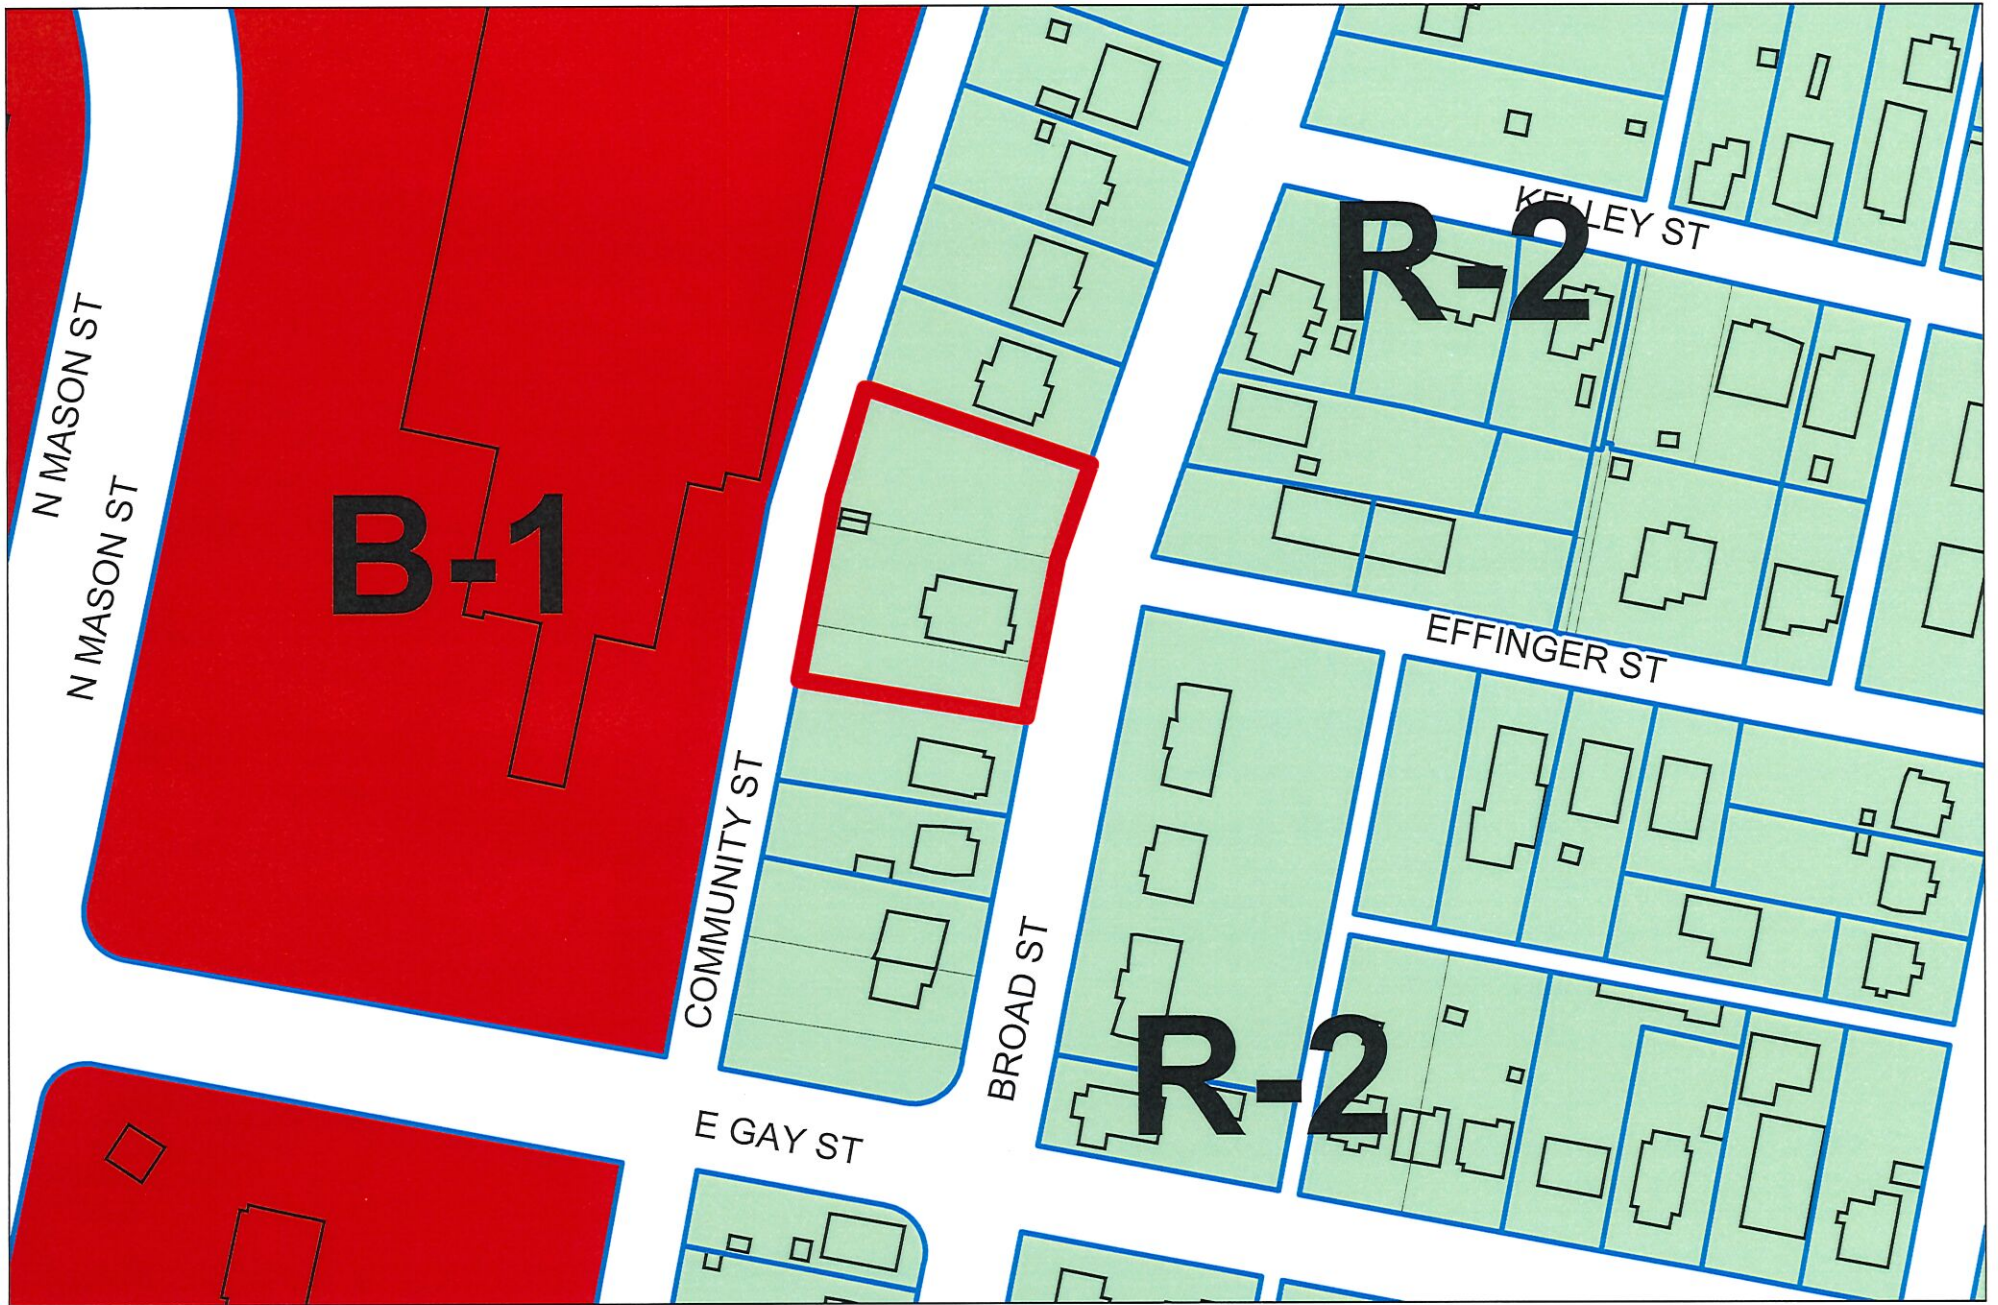 KELLEY ST
R-2
N MASON ST
N MASON ST
B-1
EFFINGER ST
COMMUNITY ST
BROAD ST
R-2
E GAY ST